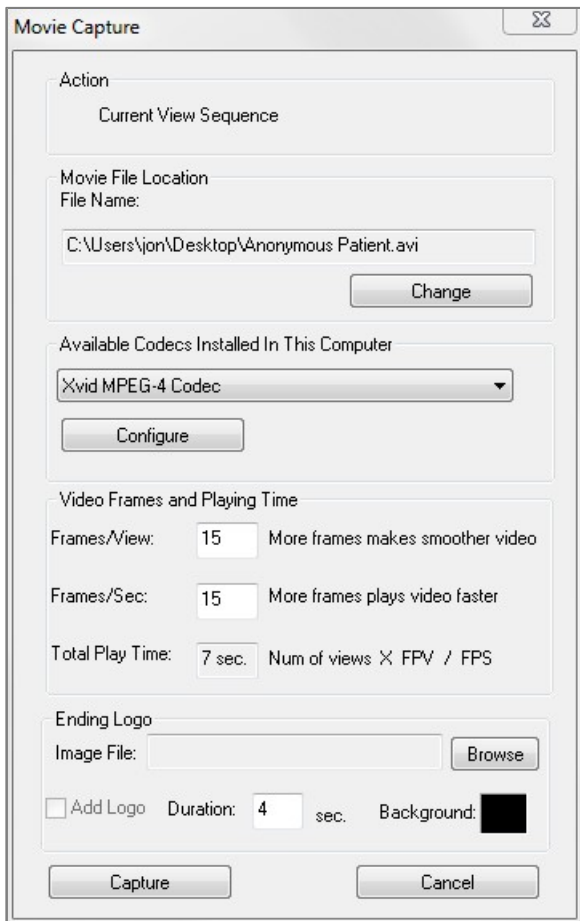 Movie Capture
Action
Current View Sequence
Movie File Location
File Name:
C:\Users\jon\Desktop\Anonymous Patient.avi
Change
Available Codecs Installed In This Computer
Xvid MPEG-4 Codec
Configure
Video Frames and Playing Time
Frames/View: 15 More frames makes smoother video
Frames/Sec: 15 More frames plays video faster
Total Play Time: 7 sec. Num of views X FPV / FPS
Ending Logo
Image File: Browse
Add Logo Duration: 4 sec. Background:
Capture Cancel